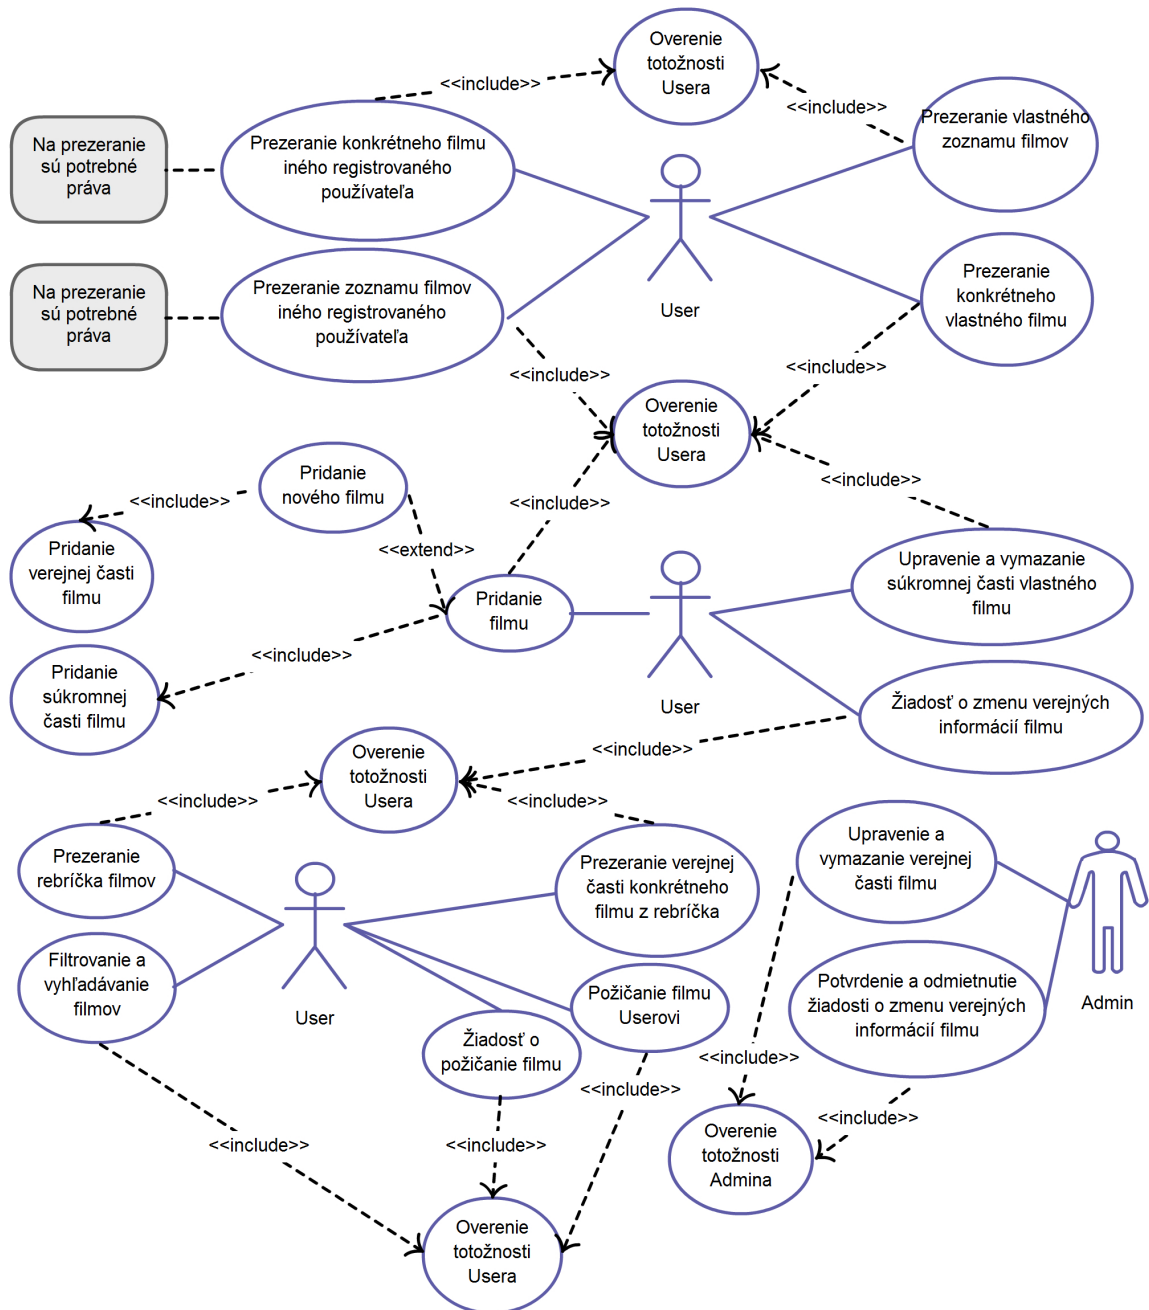 Overenie
totožnosti
Usera
<<include>>
<<include>>
Na prezeranie
sú potrebné
práva
Prezeranie konkrétneho filmu
iného registrovaného
používateľa
Prezeranie vlastného
zoznamu filmov
User
Na prezeranie
sú potrebné
práva
Prezeranie zoznamu filmov
iného registrovaného
používateľa
Prezeranie
konkrétneho
vlastného filmu
<<include>>
<<include>>
Overenie
totožnosti
Usera
Pridanie
nového filmu
<<include>>
<<include>>
<<include>>
<<extend>>
Pridanie
verejnej časti
filmu
Pridanie
filmu
Upravenie a vymazanie
súkromnej časti vlastného
filmu
<<include>>
Pridanie
súkromnej
časti filmu
User
Žiadosť o zmenu verejných
informácií filmu
<<include>>
Overenie
totožnosti
Usera
<<include>>
<<include>>
Prezeranie
rebríčka filmov
Prezeranie verejnej
časti konkrétneho
filmu z rebríčka
Upravenie a
vymazanie verejnej
časti filmu
Filtrovanie a
vyhľadávanie
filmov
User
Požičanie filmu
Userovi
Potvrdenie a odmietnutie
žiadosti o zmenu verejných
informácií filmu
Admin
Žiadosť o
požičanie filmu
<<include>>
<<include>>
<<include>>
<<include>>
<<include>>
Overenie
totožnosti
Admina
Overenie
totožnosti
Usera